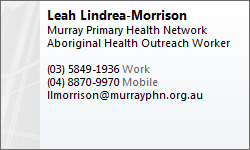 Leah Lindrea-Morrison
Murray Primary Health Network
Aboriginal Health Outreach Worker
(03) 5849-1936 Work
(04) 8870-9970 Mobile
llmorrison@murrayphn.org.au